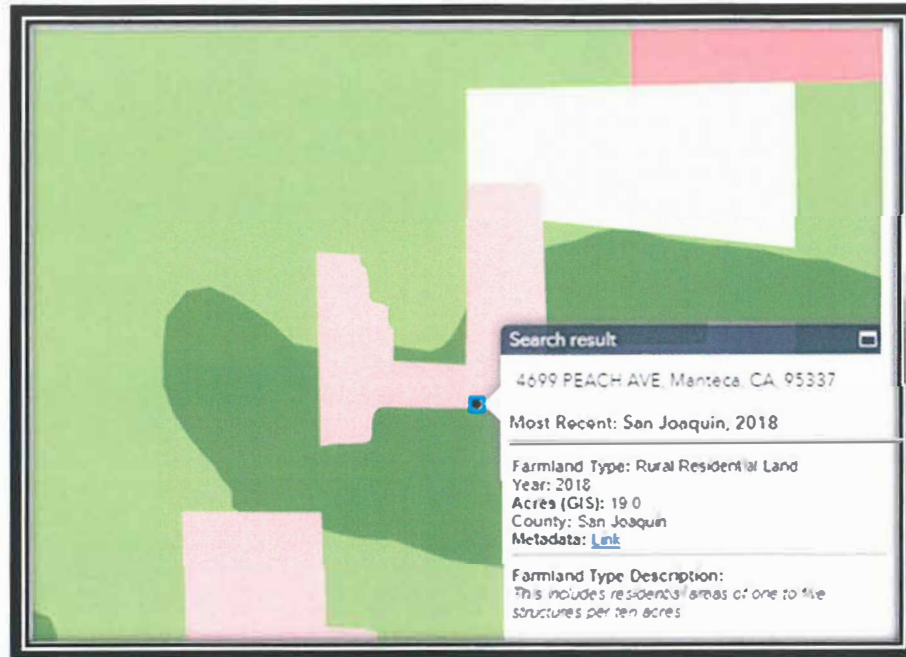 Search result
4699 PEACH AVE, Manteca, CA, 95337
Most Recent: San Joaquin, 2018
Farmland Type: Rural Residential Land
Year: 2018
Acres (GIS): 19.0
County: San Joaquin
Metadata: Link
Farmland Type Description:
This includes residential areas of one to five
structures per ten acres